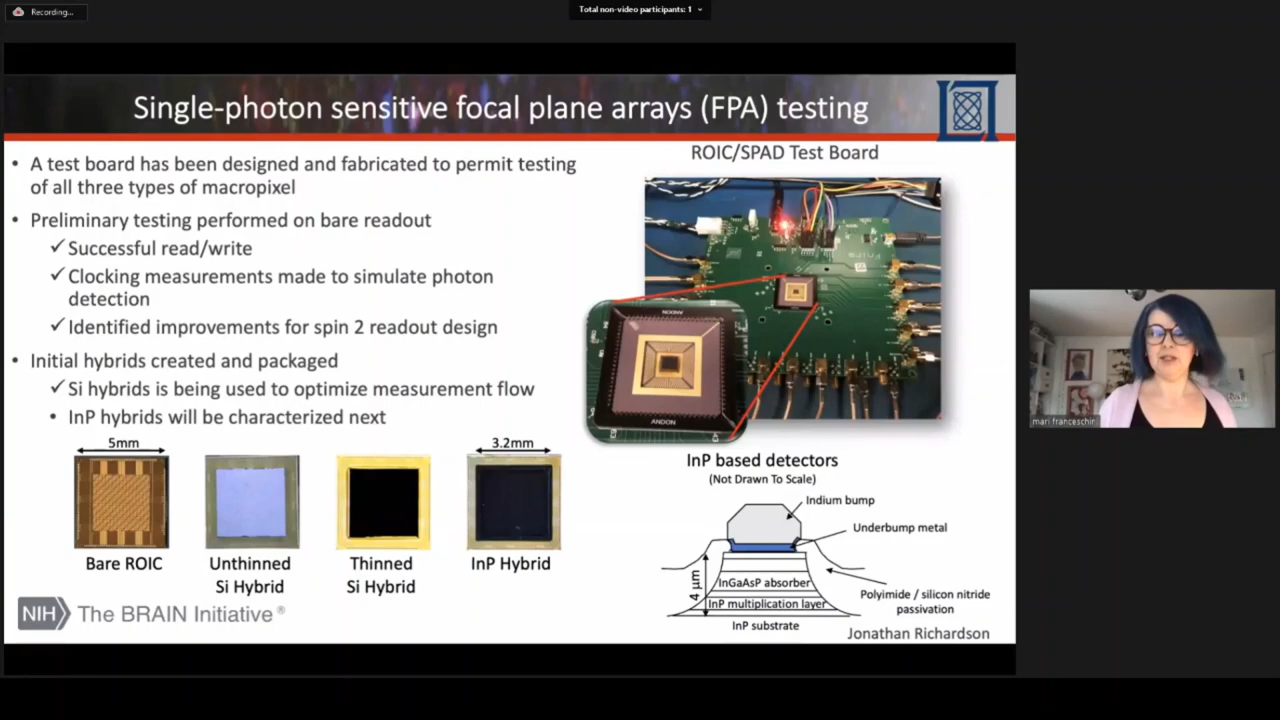 Recording...
Total non-video participants: 1
Single-photon sensitive focal plane arrays (FPA) testing
• A test board has been designed and fabricated to permit testing
of all three types of macropixel
• Preliminary testing performed on bare readout
✓Successful read/write
✓Clocking measurements made to simulate photon
detection
✓Identified improvements for spin 2 readout design
• Initial hybrids created and packaged
✓Si hybrids is being used to optimize measurement flow
• InP hybrids will be characterized next
5mm
3.2mm
Bare ROIC
Unthinned
Si Hybrid
Thinned
Si Hybrid
InP Hybrid
NIH The BRAIN Initiative®
ROIC/SPAD Test Board
ANDON
ANDON
InP based detectors
(Not Drawn To Scale)
Indium bump
Underbump metal
4 μm
InGaAsP absorber
InP multiplication layer
InP substrate
Polyimide / silicon nitride
passivation
Jonathan Richardson
mari franceschin